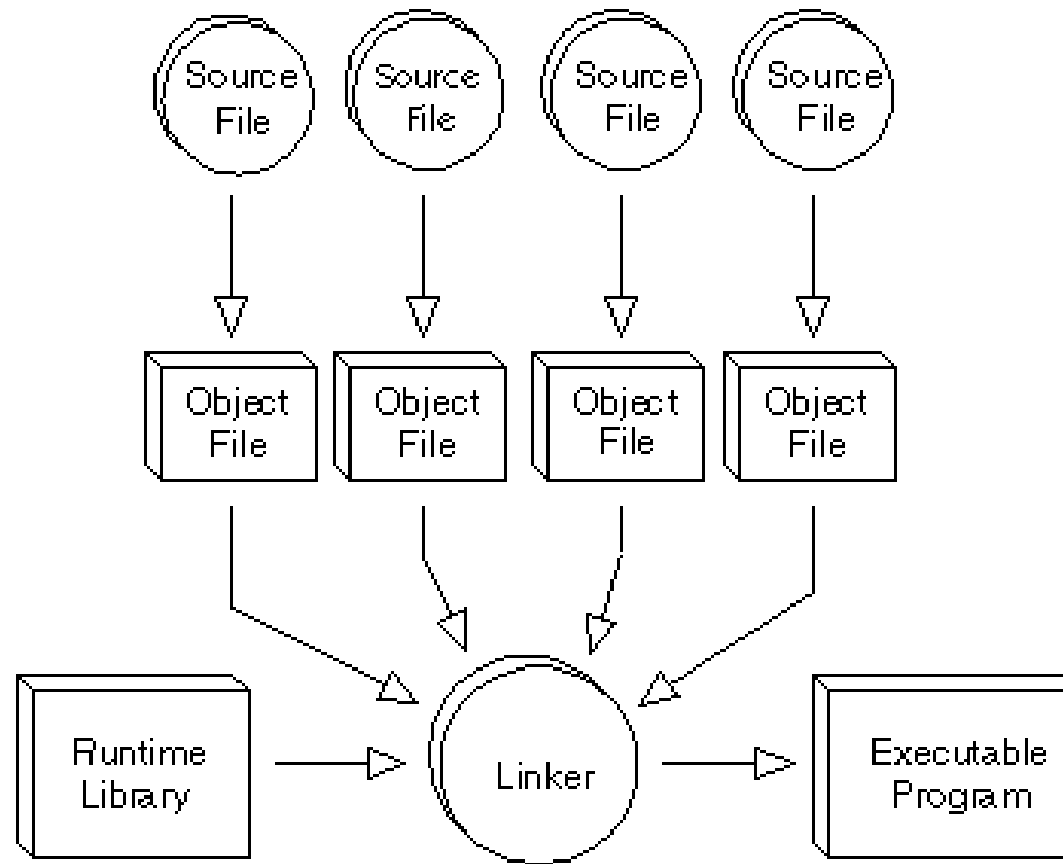 Source
File
Source
File
Source
File
Source
File
Object
File
Object
File
Object
File
Object
File
Runtime
Library
Linker
Executable
Program